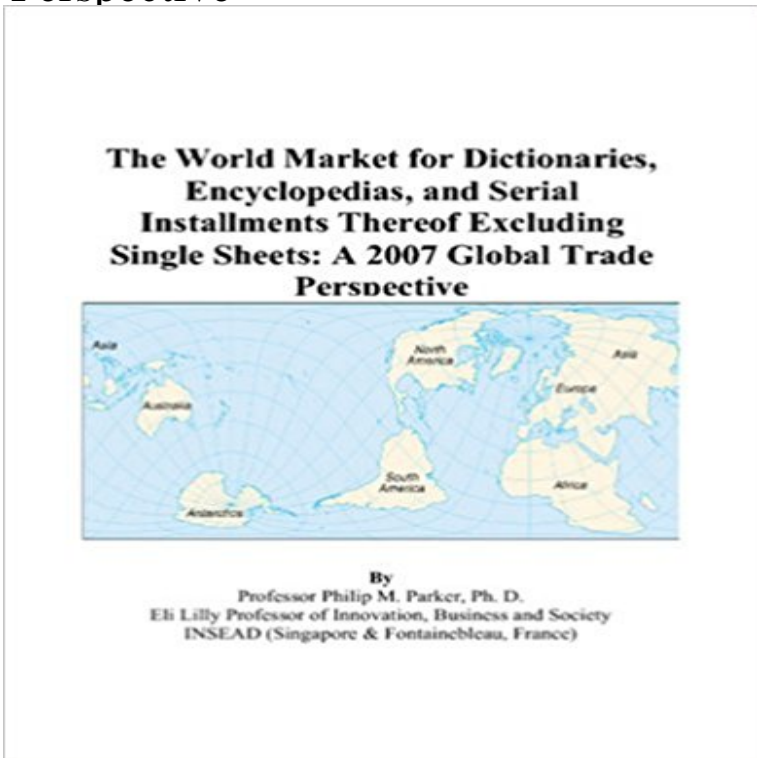 Perspective
The World Market for Dictionaries,
Encyclopedias, and Serial
Installments Thereof Excluding
Single Sheets: A 2007 Global Trade
Perspective
Asia
North
America
Asia
Europe
Australia
South
America
Africa
Antarctica
By
Professor Philip M. Parker, Ph. D.
Eli Lilly Professor of Innovation, Business and Society
INSEAD (Singapore & Fontainebleau, France)